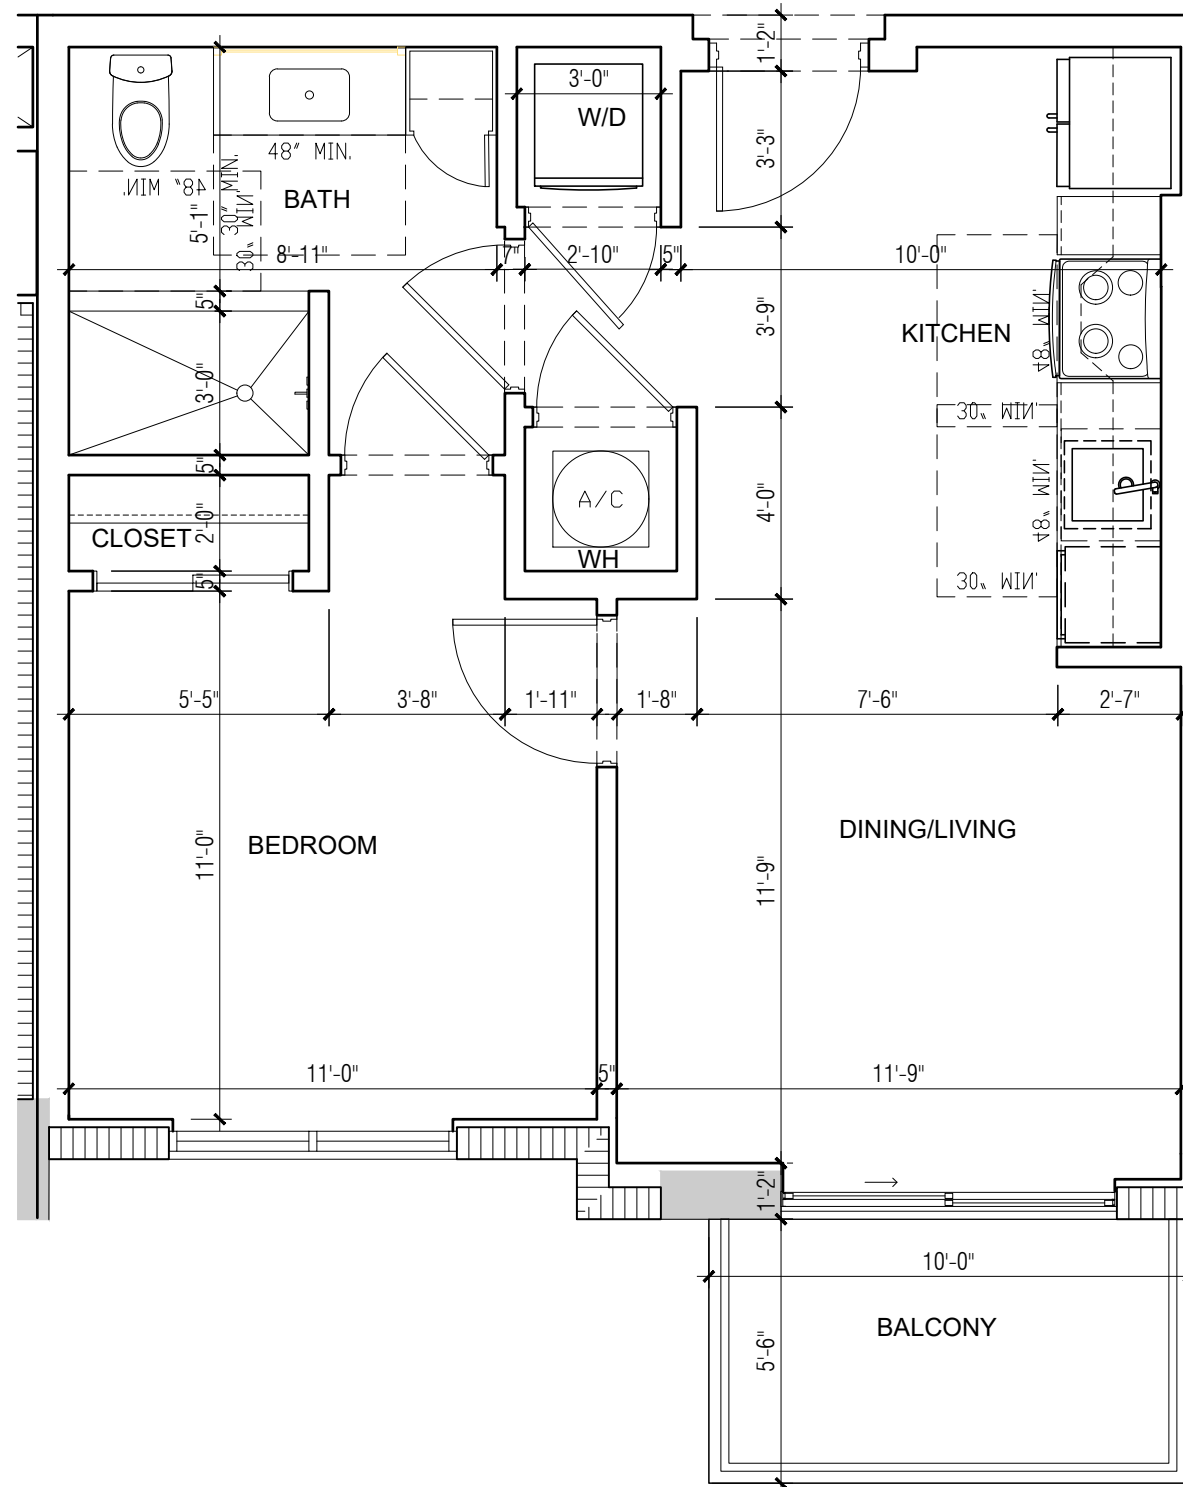 1'-2"
3'-0"
W/D
3'-3"
48" MIN.
48" MIN.
30" MIN.
30" MIN.
BATH
5'-1"
8'-11"
7"
2'-10"
5"
10'-0"
5"
3'-9"
KITCHEN
48" MIN.
3'-0"
30" MIN.
5"
A/C
4'-0"
48" MIN.
CLOSET
2'-0"
WH
5"
30" MIN.
5'-5"
3'-8"
1'-11"
1'-8"
7'-6"
2'-7"
11'-0"
BEDROOM
DINING/LIVING
11'-9"
11'-0"
5"
11'-9"
1'-2"
10'-0"
BALCONY
5'-6"